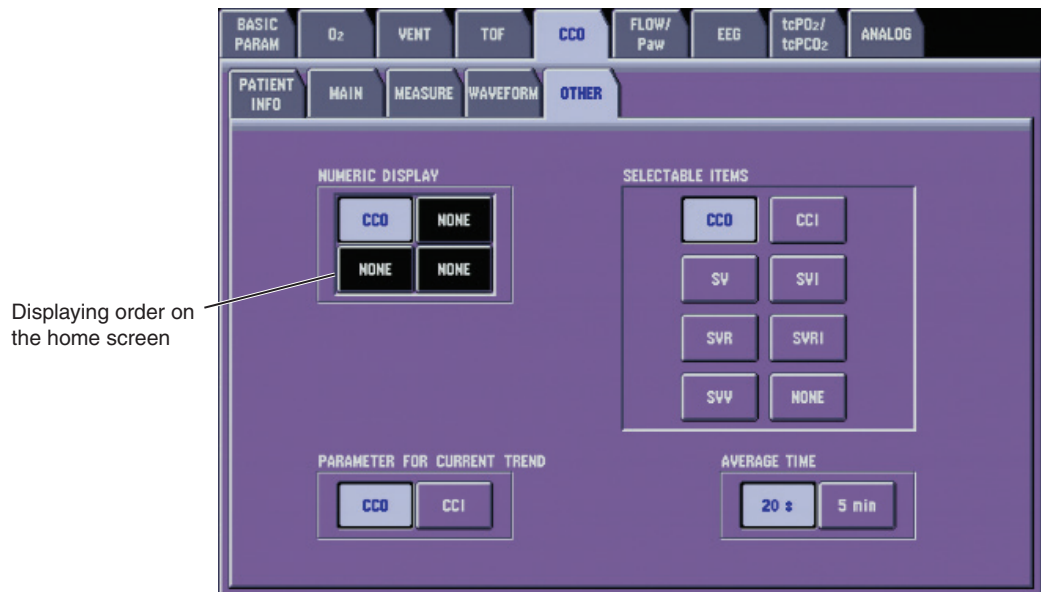 BASIC PARAM O2 VENT TOF CCO FLOW/ Paw EEG tcPO2/ tcPCO2 ANALOG
PATIENT INFO MAIN MEASURE WAVEFORM OTHER
NUMERIC DISPLAY
CCO NONE
NONE NONE
Displaying order on
the home screen
SELECTABLE ITEMS
CCO CCI
SV SVI
SVR SVRI
SVV NONE
PARAMETER FOR CURRENT TREND
CCO CCI
AVERAGE TIME
20 s 5 min